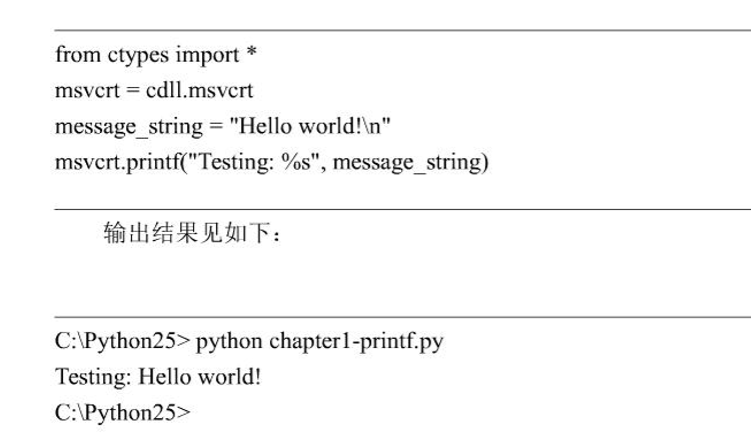 from ctypes import *
msvcrt = cdll.msvcrt
message_string = "Hello world!\n"
msvcrt.printf("Testing: %s", message_string)
输出结果见如下：
C:\Python25> python chapter1-printf.py
Testing: Hello world!
C:\Python25>